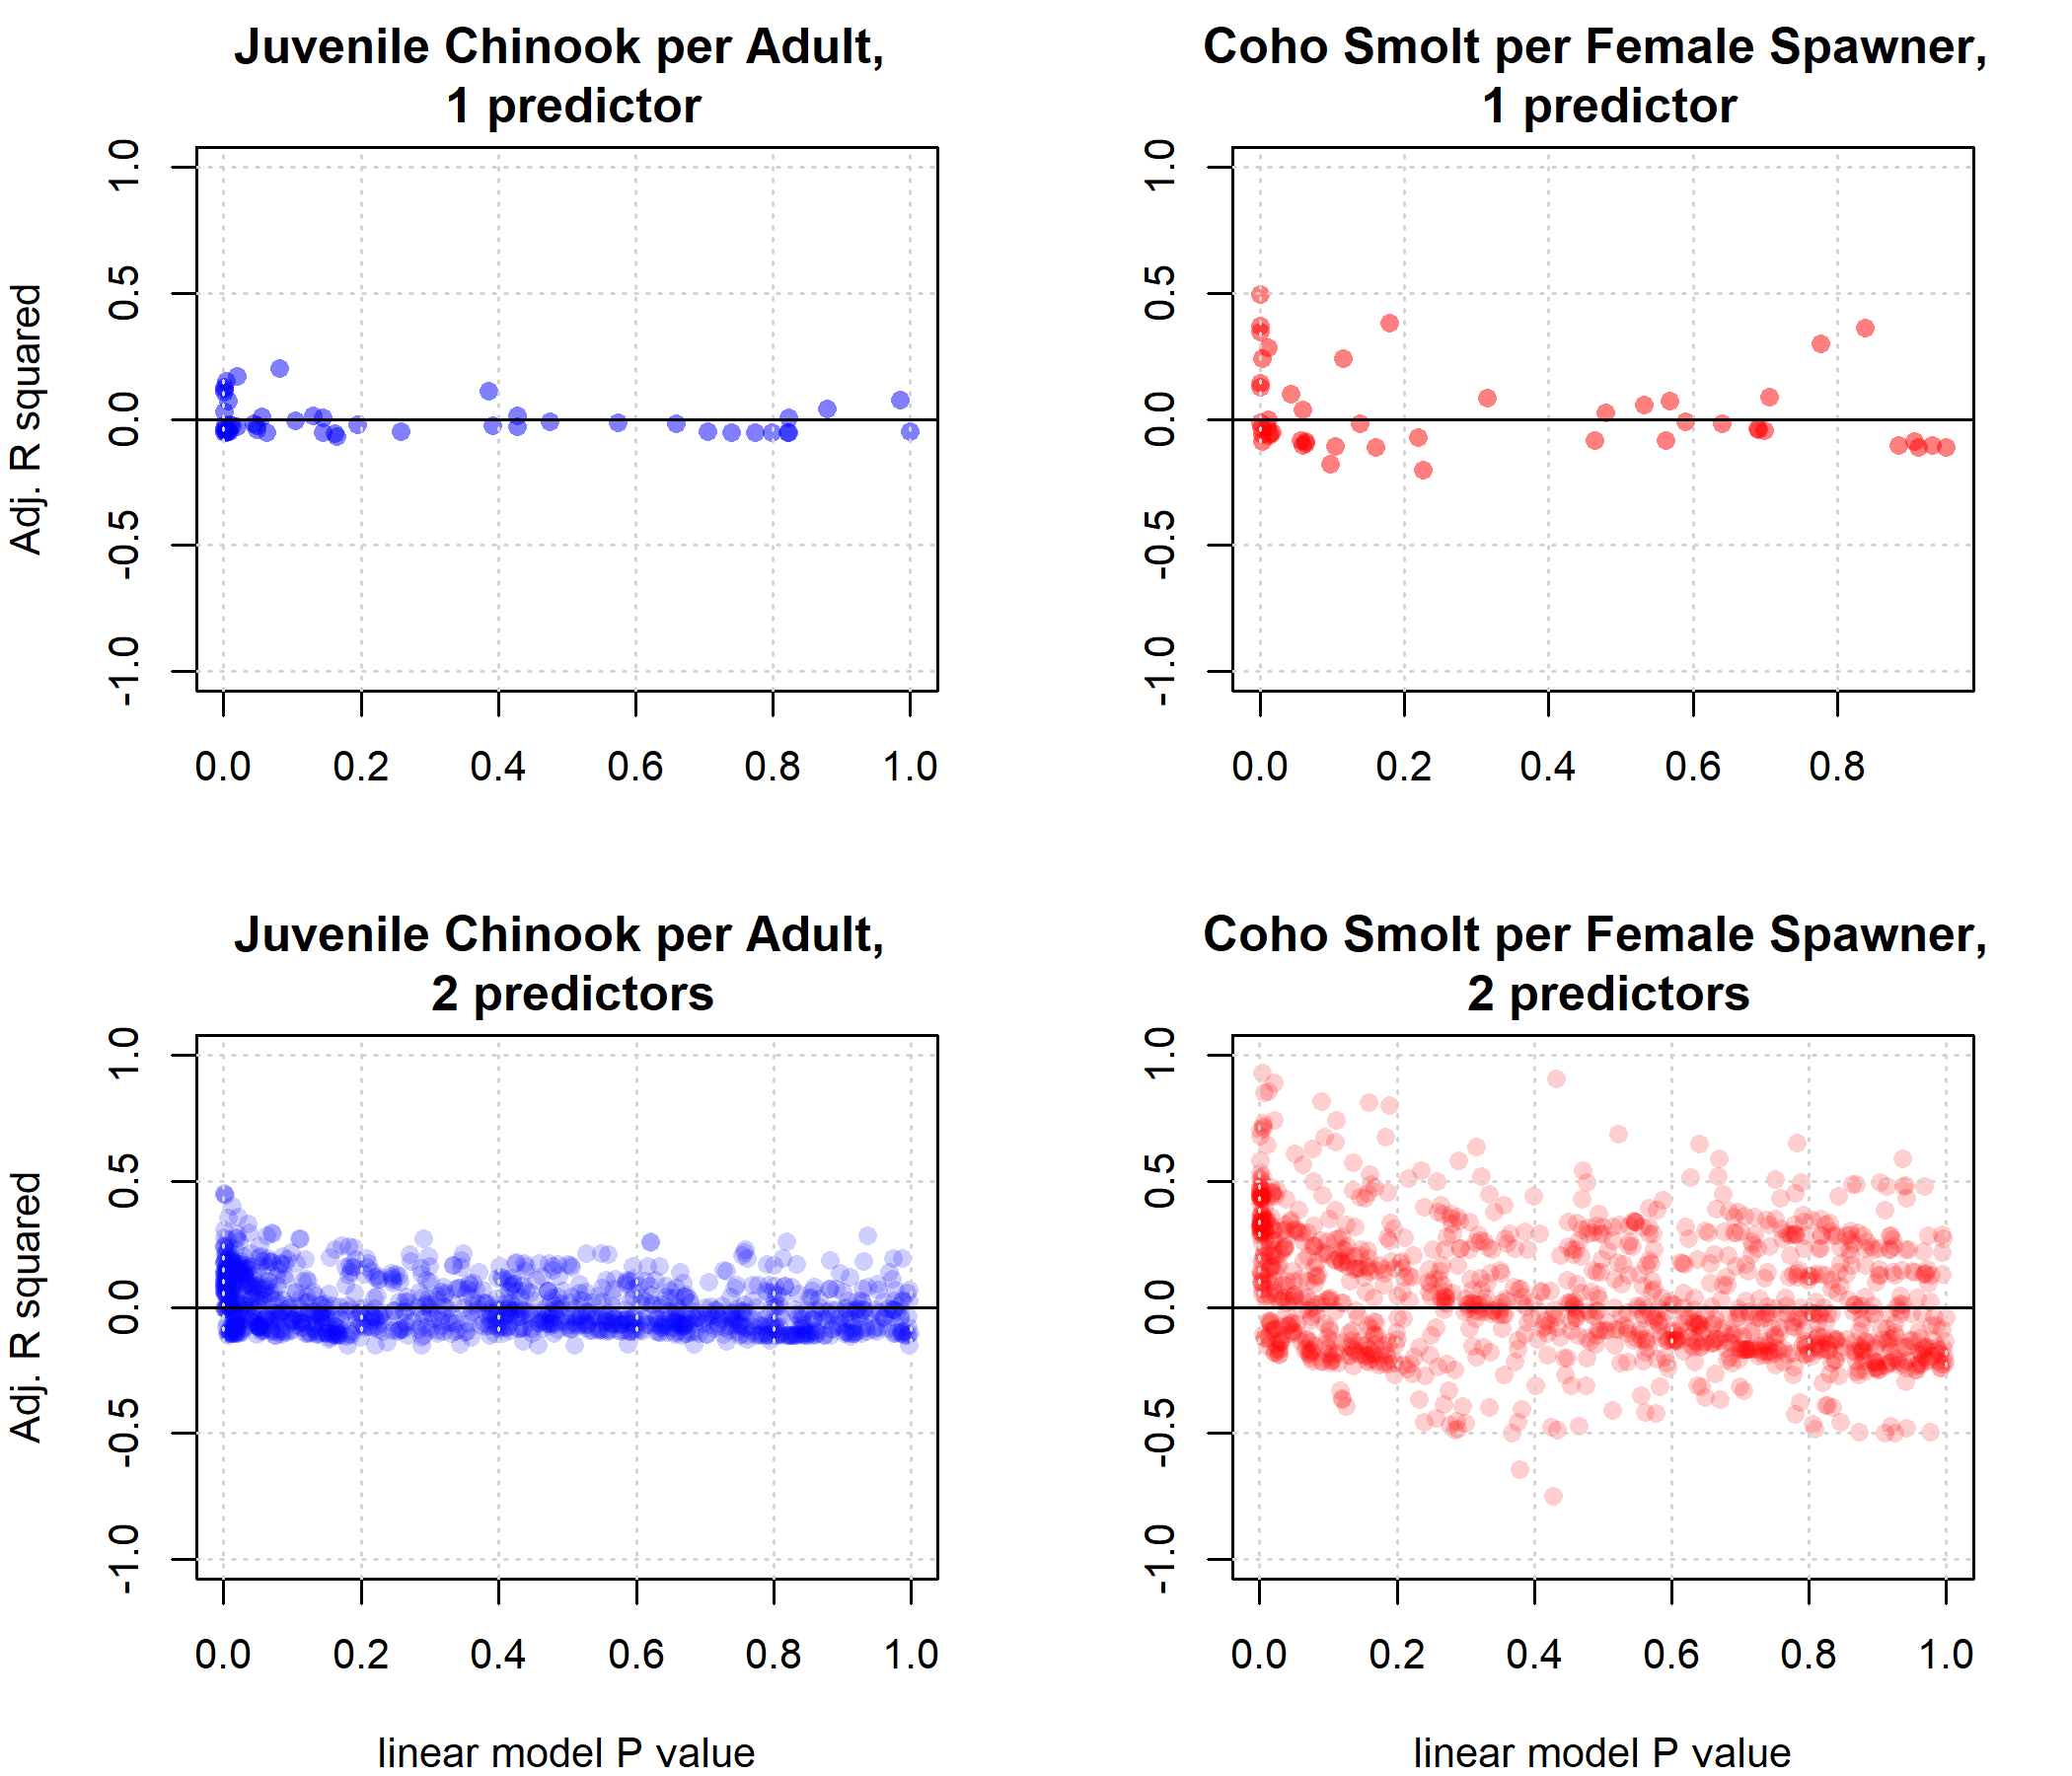 Juvenile Chinook per Adult,
1 predictor
Adj. R squared
1.0
0.5
0.0
-0.5
-1.0
0.0 0.2 0.4 0.6 0.8 1.0
Coho Smolt per Female Spawner,
1 predictor
1.0
0.5
0.0
-0.5
-1.0
0.0 0.2 0.4 0.6 0.8
Juvenile Chinook per Adult,
2 predictors
Adj. R squared
1.0
0.5
0.0
-0.5
-1.0
0.0 0.2 0.4 0.6 0.8 1.0
linear model P value
Coho Smolt per Female Spawner,
2 predictors
1.0
0.5
0.0
-0.5
-1.0
0.0 0.2 0.4 0.6 0.8 1.0
linear model P value